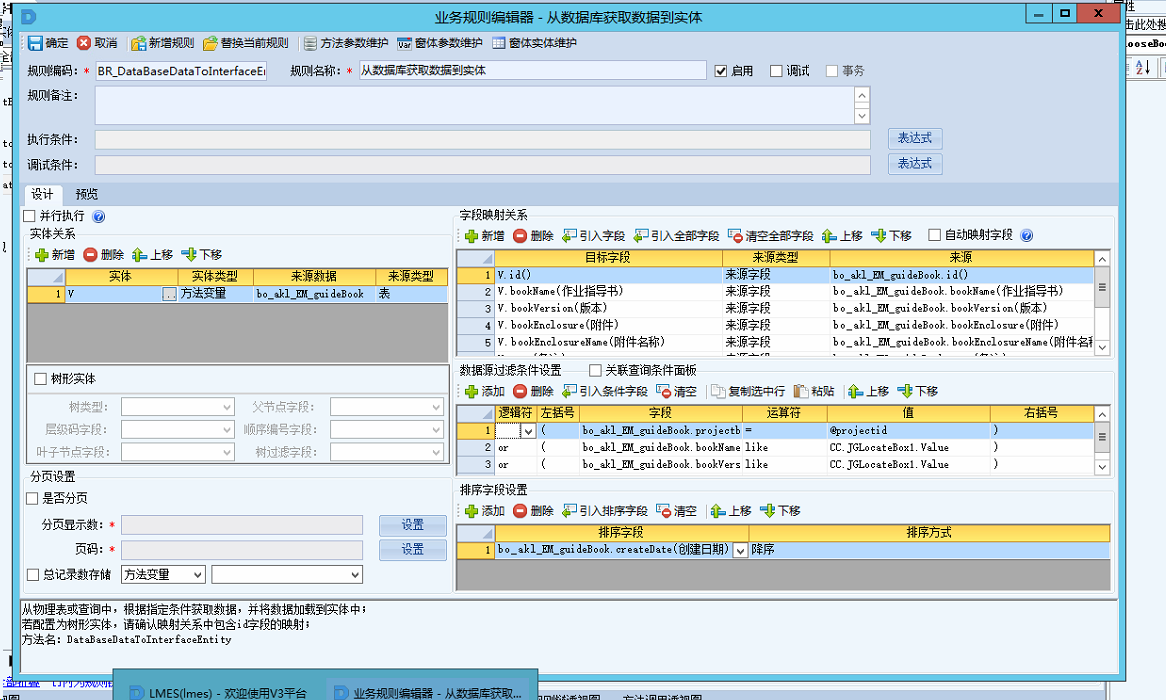 业务规则编辑器 - 从数据库获取数据到实体
确定 取消 新增规则 替换当前规则 方法参数维护 窗体参数维护 窗体实体维护
规则编码: * BR_DataBaseDataToInterfaceEn 规则名称: * 从数据库获取数据到实体 启用 调试 事务
规则备注:
执行条件: 表达式
调试条件: 表达式
设计 预览
并行执行
实体关系
新增 删除 上移 下移
实体 实体类型 来源数据 来源类型
1 V ... 方法变量 bo_akl_EM_guideBook 表
树形实体
树类型: 父节点字段:
层级码字段: 顺序编号字段:
叶子节点字段: 树过滤字段:
分页设置
是否分页
分页显示数: * 设置
页码: * 设置
总记录数存储 方法变量
字段映射关系
新增 删除 引入字段 引入全部字段 清空全部字段 上移 下移 自动映射字段
目标字段 来源类型 来源
1 V.id() 来源字段 bo_akl_EM_guideBook.id()
2 V.bookName(作业指导书) 来源字段 bo_akl_EM_guideBook.bookName(作业指导书)
3 V.bookVersion(版本) 来源字段 bo_akl_EM_guideBook.bookVersion(版本)
4 V.bookEnclosure(附件) 来源字段 bo_akl_EM_guideBook.bookEnclosure(附件)
5 V.bookEnclosureName(附件名称) 来源字段 bo_akl_EM_guideBook.bookEnclosureName(附件名称
数据源过滤条件设置 关联查询条件面板
添加 删除 引入条件字段 清空 复制选中行 粘贴 上移 下移
逻辑符 左括号 字段 运算符 值 右括号
1 ( bo_akl_EM_guideBook.projectb = @projectid )
2 or ( bo_akl_EM_guideBook.bookName like CC.JGLocateBox1.Value )
3 or ( bo_akl_EM_guideBook.bookVers like CC.JGLocateBox1.Value )
排序字段设置
添加 删除 引入排序字段 清空 上移 下移
排序字段 排序方式
1 bo_akl_EM_guideBook.createDate(创建日期) 降序
从物理表或查询中, 根据指定条件获取数据, 并将数据加载到实体中;
若配置为树形实体, 请确认映射关系中包含id字段的映射;
方法名: DataBaseDataToInterfaceEntity
LMES(lmes) - 欢迎使用V3平台 业务规则编辑器 - 从数据库获取...